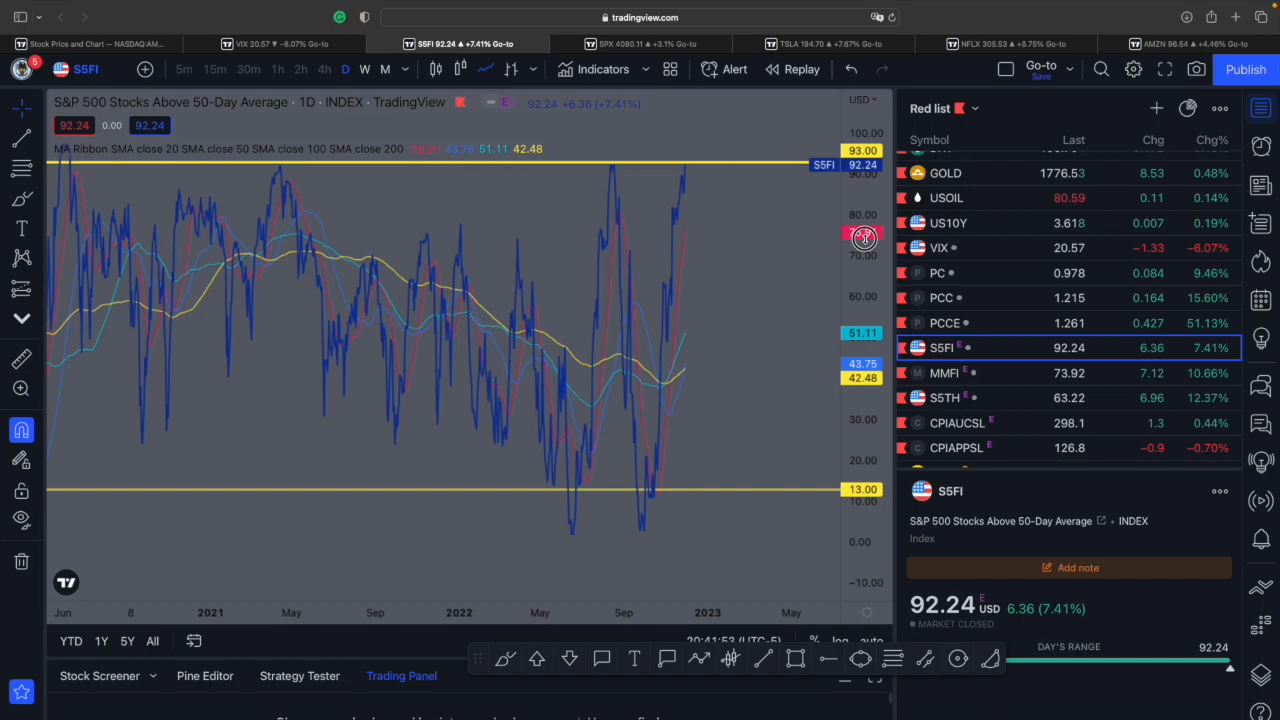 tradingview.com
Stock Price and Chart — NASDAQ:AM...
VIX 20.57 ▼ −6.07% Go-to
S5FI 92.24 ▲ +7.41% Go-to
SPX 4080.11 ▲ +3.1% Go-to
TSLA 194.70 ▲ +7.67% Go-to
NFLX 305.53 ▲ +8.75% Go-to
AMZN 96.54 ▲ +4.46% Go-to
5
S5FI
5m 15m 30m 1h 2h 4h D W M
Indicators
Alert
Replay
Go-to
Save
Publish
S&P 500 Stocks Above 50-Day Average · 1D · INDEX · TradingView
E
92.24 +6.36 (+7.41%)
USD
92.24 0.00 92.24
MA Ribbon SMA close 20 SMA close 50 SMA close 100 SMA close 200
43.75 51.11 42.48
100.00
93.00
S5FI 92.24
90.00
80.00
70.00
60.00
51.11
43.75
42.48
30.00
20.00
13.00
10.00
0.00
−10.00
Jun 8 2021 May Sep 2022 May Sep 2023 May
YTD 1Y 5Y All
20:41:53 (UTC-5)
% log auto
Stock Screener
Pine Editor
Strategy Tester
Trading Panel
Red list
Symbol Last Chg Chg%
GOLD 1776.53 8.53 0.48%
USOIL 80.59 0.11 0.14%
US10Y 3.618 0.007 0.19%
VIX 20.57 −1.33 −6.07%
PC 0.978 0.084 9.46%
PCC 1.215 0.164 15.60%
PCCE 1.261 0.427 51.13%
S5FI E 92.24 6.36 7.41%
MMFI E 73.92 7.12 10.66%
S5TH E 63.22 6.96 12.37%
CPIAUCSL E 298.1 1.3 0.44%
CPIAPPSL E 126.8 −0.9 −0.70%
S5FI
S&P 500 Stocks Above 50-Day Average • INDEX
Index
Add note
92.24 E USD 6.36 (7.41%)
MARKET CLOSED
DAY'S RANGE 92.24